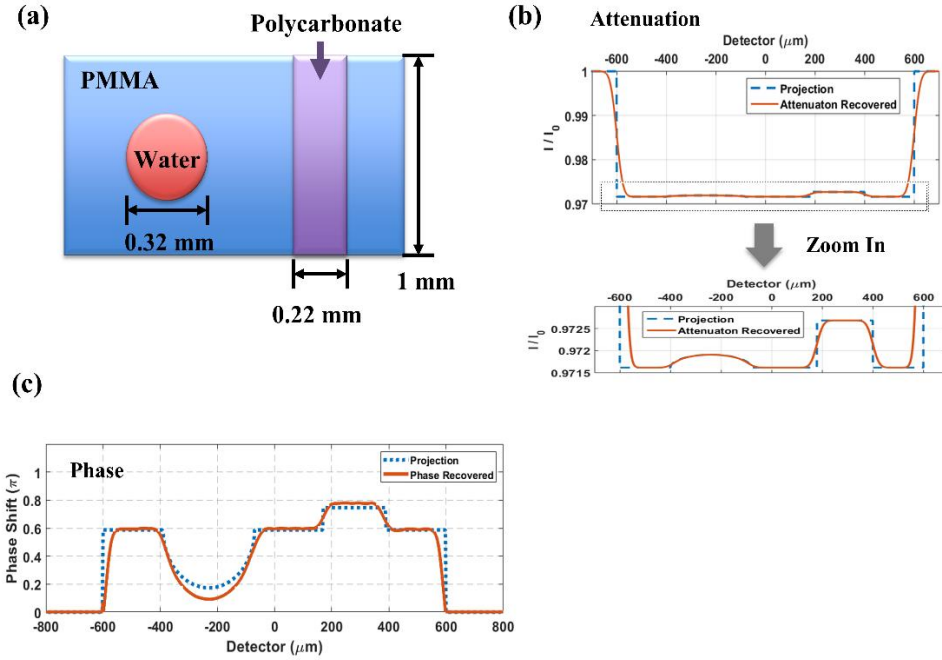 (a)
Polycarbonate
PMMA
Water
0.32 mm
0.22 mm
1 mm
(b)
Attenuation
Detector (μm)
-600 -400 -200 0 200 400 600
1
0.99
0.98
0.97
I / I0
Projection
Attenuaton Recovered
Zoom In
Detector (μm)
-600 -400 -200 0 200 400 600
0.9725
0.972
0.9715
I / I0
Projection
Attenuaton Recovered
(c)
Phase
Phase Shift (π)
1
0.8
0.6
0.4
0.2
0
Projection
Phase Recovered
-800 -600 -400 -200 0 200 400 600 800
Detector (μm)